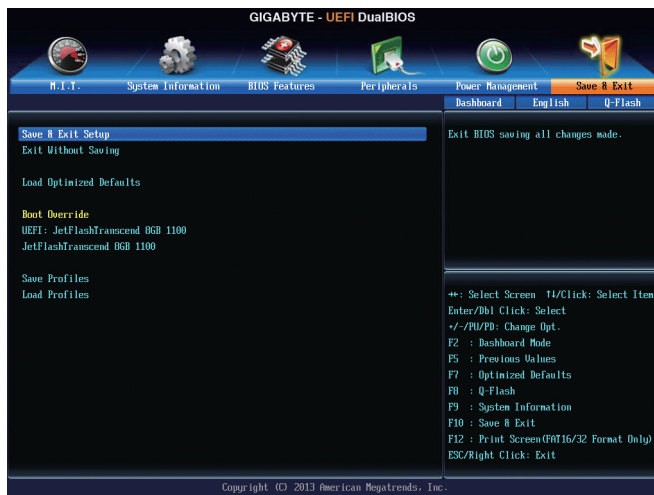 GIGABYTE - UEFI DualBIOS
M.I.T. System Information BIOS Features Peripherals Power Management Save & Exit
Dashboard English Q-Flash
Save & Exit Setup
Exit Without Saving
Load Optimized Defaults
Boot Override
UEFI: JetFlashTranscend 8GB 1100
JetFlashTranscend 8GB 1100
Save Profiles
Load Profiles
Exit BIOS saving all changes made.
→←: Select Screen ↑↓/Click: Select Item
Enter/Dbl Click: Select
+/-/PU/PD: Change Opt.
F2 : Dashboard Mode
F5 : Previous Values
F7 : Optimized Defaults
F8 : Q-Flash
F9 : System Information
F10 : Save & Exit
F12 : Print Screen(FAT16/32 Format Only)
ESC/Right Click: Exit
Copyright (C) 2013 American Megatrends, Inc.